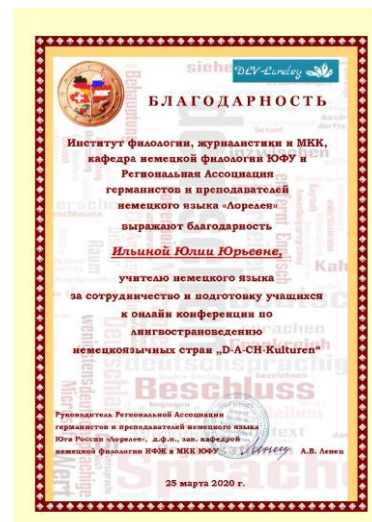 siehe
DLV-Loreley
БЛАГОДАРНОСТЬ
Институт филологии, журналистики и МКК,
кафедра немецкой филологии ЮФУ и
Региональная Ассоциация
германистов и преподавателей
немецкого языка «Лорелея»
выражают благодарность
Ильиной Юлии Юрьевне,
учителю немецкого языка
за сотрудничество и подготовку учащихся
к онлайн конференции по
лингвострановедению
немецкоязычных стран „D-A-CH-Kulturen“
Beschluss
Руководитель Региональной Ассоциации
германистов и преподавателей немецкого языка
Юга России «Лорелея», д.ф.н., зав. кафедрой
немецкой филологии ИФЖ и МКК ЮФУ
А.В. Ленец
25 марта 2020 г.